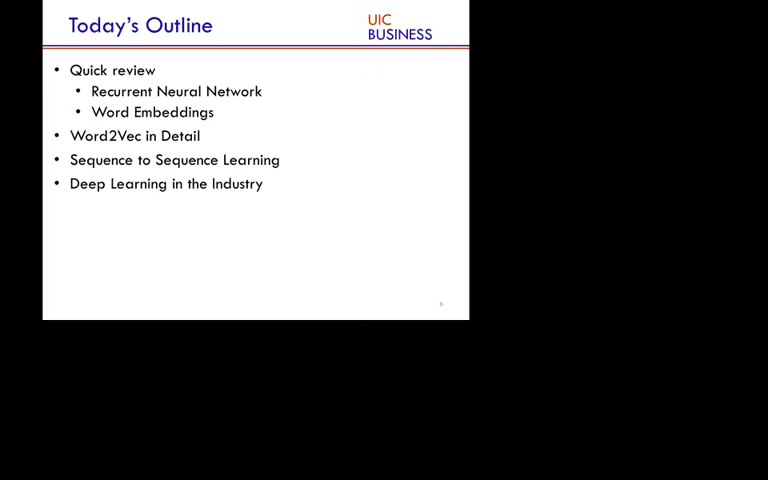 Today's Outline
UIC
BUSINESS
• Quick review
• Recurrent Neural Network
• Word Embeddings
• Word2Vec in Detail
• Sequence to Sequence Learning
• Deep Learning in the Industry
6